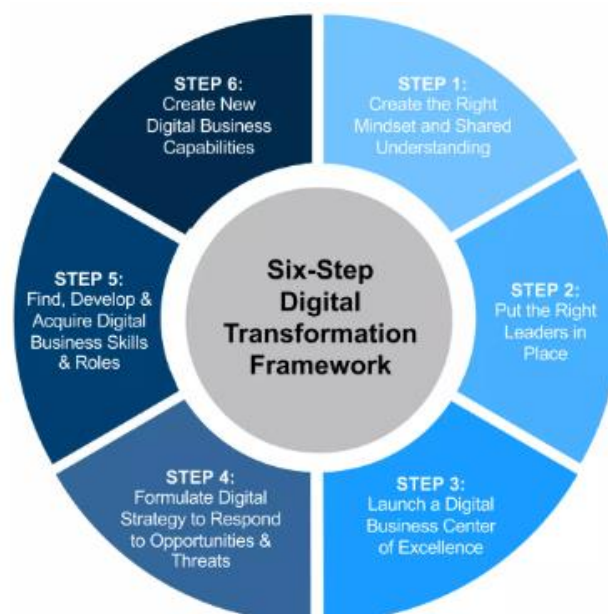 Six-Step
Digital
Transformation
Framework
STEP 1:
Create the Right
Mindset and Shared
Understanding
STEP 2:
Put the Right
Leaders in
Place
STEP 3:
Launch a Digital
Business Center
of Excellence
STEP 4:
Formulate Digital
Strategy to Respond
to Opportunities &
Threats
STEP 5:
Find, Develop &
Acquire Digital
Business Skills
& Roles
STEP 6:
Create New
Digital Business
Capabilities